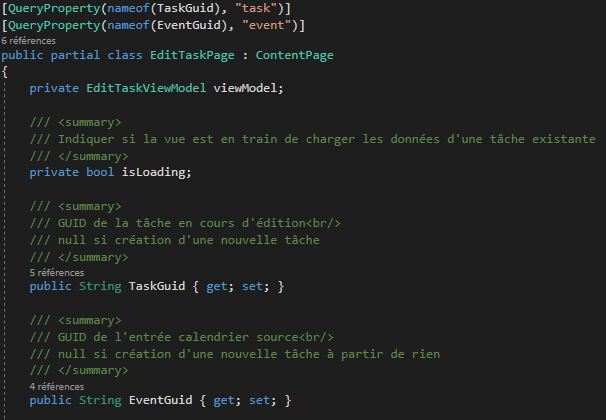 [QueryProperty(nameof(TaskGuid), "task")]
[QueryProperty(nameof(EventGuid), "event")]
6 références
public partial class EditTaskPage : ContentPage
{
private EditTaskViewModel viewModel;
/// <summary>
/// Indiquer si la vue est en train de charger les données d'une tâche existante
/// </summary>
private bool isLoading;
/// <summary>
/// GUID de la tâche en cours d'édition<br/>
/// null si création d'une nouvelle tâche
/// </summary>
5 références
public String TaskGuid { get; set; }
/// <summary>
/// GUID de l'entrée calendrier source<br/>
/// null si création d'une nouvelle tâche à partir de rien
/// </summary>
4 références
public String EventGuid { get; set; }